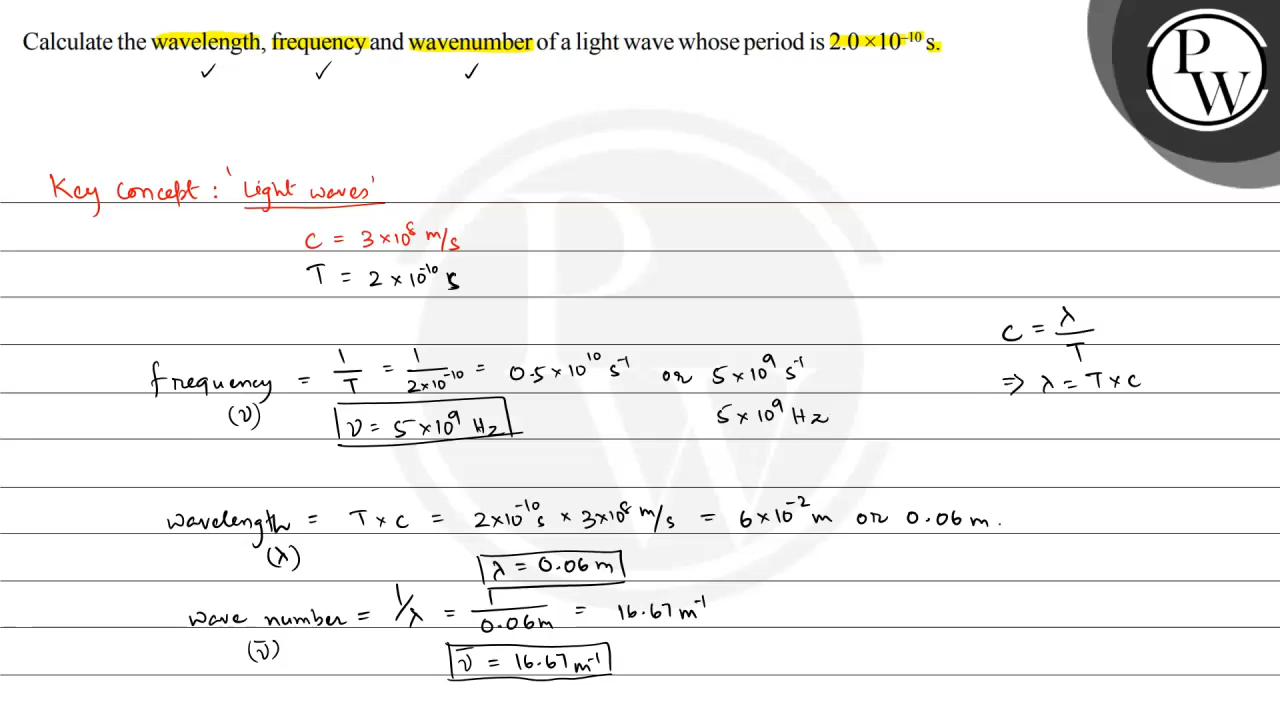 Calculate the wavelength, frequency and wavenumber of a light wave whose period is 2.0 ×10⁻¹⁰ s.
P
W
Key concept : 'Light waves'
C = 3×10⁸ m/s
T = 2 × 10⁻¹⁰ s
C = λ/T
⇒ λ = T × C
frequency = 1/T = 1/2×10⁻¹⁰ = 0.5 × 10¹⁰ s⁻¹ or 5 × 10⁹ s⁻¹
(ν) ν = 5 × 10⁹ Hz 5 × 10⁹ Hz
wavelength = T × C = 2×10⁻¹⁰ s × 3×10⁸ m/s = 6 × 10⁻² m or 0.06 m.
(λ) λ = 0.06 m
wave number = 1/λ = 1/0.06m = 16.67 m⁻¹
(ν̅) ν̅ = 16.67 m⁻¹